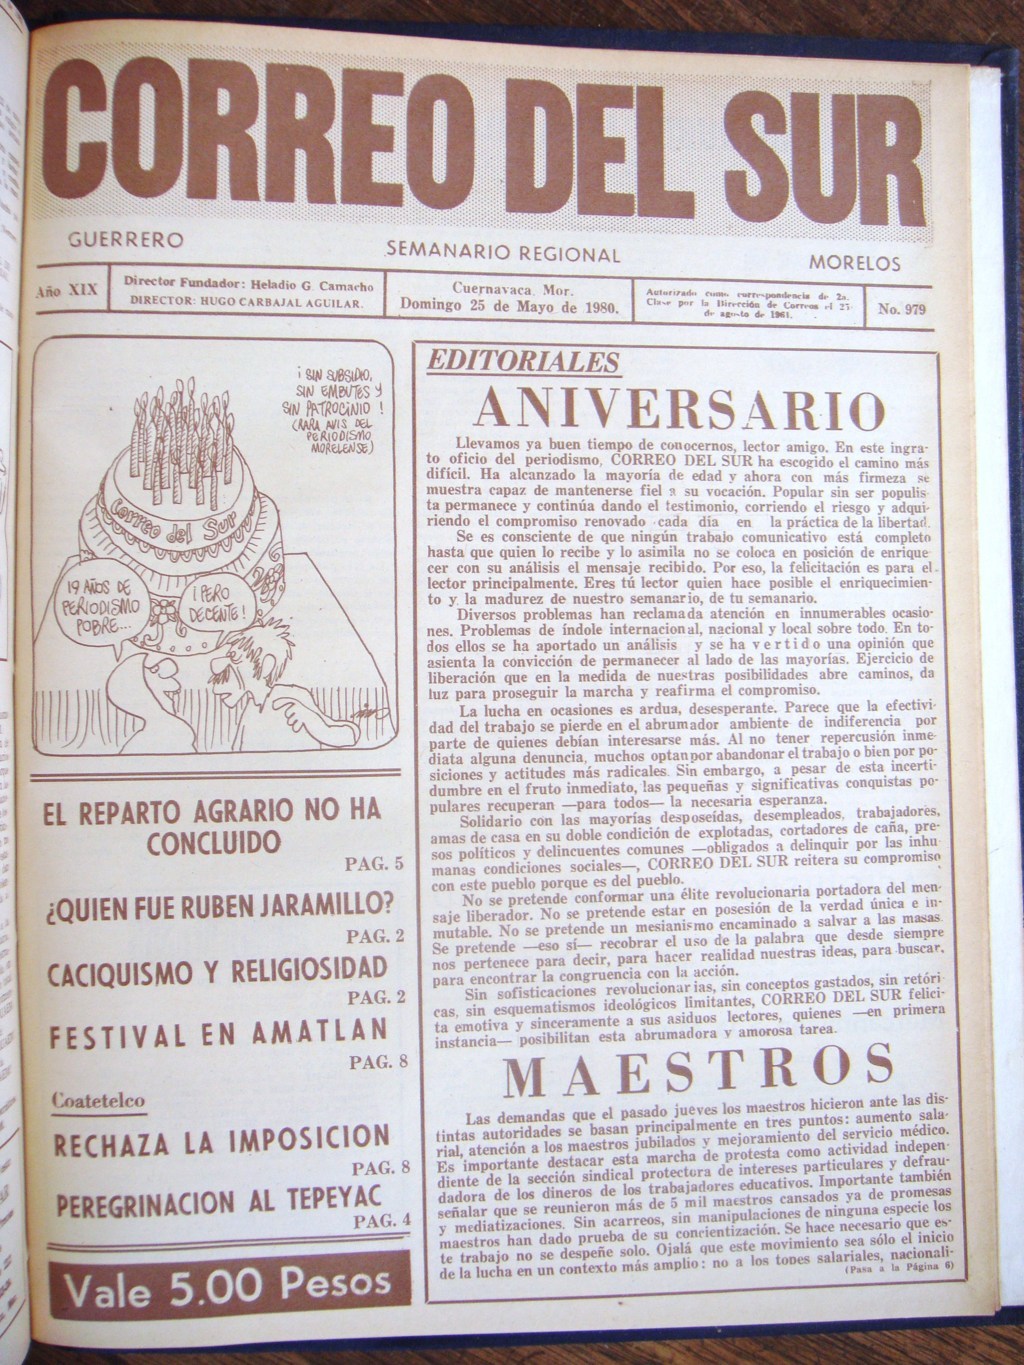 CORREO DEL SUR
GUERRERO
SEMANARIO REGIONAL
MORELOS
Año XIX
Director Fundador: Heladio G. Camacho
DIRECTOR: HUGO CARBAJAL AGUILAR.
Cuernavaca, Mor.
Domingo 25 de Mayo de 1980.
Autorizado como correspondencia de 2a.
Clase por la Dirección de Correos el 25
de agosto de 1961.
No. 979
¡ SIN SUBSIDIO,
SIN EMBUTES Y
SIN PATROCINIO !
(RARA AVIS DEL
PERIODISMO
MORELENSE)
Correo del Sur
19 AÑOS DE
PERIODISMO
POBRE...
¡ PERO
DECENTE !
EL REPARTO AGRARIO NO HA
CONCLUIDO
PAG. 5
¿QUIEN FUE RUBEN JARAMILLO?
PAG. 2
CACIQUISMO Y RELIGIOSIDAD
PAG. 2
FESTIVAL EN AMATLAN
PAG. 8
Coatetelco
RECHAZA LA IMPOSICION
PAG. 8
PEREGRINACION AL TEPEYAC
PAG. 4
Vale 5.00 Pesos
EDITORIALES
ANIVERSARIO
Llevamos ya buen tiempo de conocernos, lector amigo. En este ingra-
to oficio del periodismo, CORREO DEL SUR ha escogido el camino más
difícil. Ha alcanzado la mayoría de edad y ahora con más firmeza se
muestra capaz de mantenerse fiel a su vocación. Popular sin ser populis
ta permanece y continúa dando el testimonio, corriendo el riesgo y adqui
riendo el compromiso renovado cada día en la práctica de la libertad.
Se es consciente de que ningún trabajo comunicativo está completo
hasta que quien lo recibe y lo asimila no se coloca en posición de enrique
cer con su análisis el mensaje recibido. Por eso, la felicitación es para el
lector principalmente. Eres tú lector quien hace posible el enriquecimien-
to y la madurez de nuestro semanario, de tu semanario.
Diversos problemas han reclamada atención en innumerables ocasio-
nes. Problemas de índole internacional, nacional y local sobre todo. En to-
dos ellos se ha aportado un análisis y se ha vertido una opinión que
asienta la convicción de permanecer al lado de las mayorías. Ejercicio de
liberación que en la medida de nuestras posibilidades abre caminos, da
luz para proseguir la marcha y reafirma el compromiso.
La lucha en ocasiones es ardua, desesperante. Parece que la efectivi-
dad del trabajo se pierde en el abrumador ambiente de indiferencia por
parte de quienes debían interesarse más. Al no tener repercusión inme-
diata alguna denuncia, muchos optan por abandonar el trabajo o bien por po-
siciones y actitudes más radicales. Sin embargo, a pesar de esta incerti-
dumbre en el fruto inmediato, las pequeñas y significativas conquistas po-
pulares recuperan —para todos— la necesaria esperanza.
Solidario con las mayorías desposeídas, desempleados, trabajadores,
amas de casa en su doble condición de explotadas, cortadores de caña, pre-
sos políticos y delincuentes comunes —obligados a delinquir por las inhu
manas condiciones sociales—, CORREO DEL SUR reitera su compromiso
con este pueblo porque es del pueblo.
No se pretende conformar una élite revolucionaria portadora del men-
saje liberador. No se pretende estar en posesión de la verdad única e in-
mutable. No se pretende un mesianismo encaminado a salvar a las masas.
Se pretende —eso sí— recobrar el uso de la palabra que desde siempre
nos pertenece para decir, para hacer realidad nuestras ideas, para buscar,
para encontrar la congruencia con la acción.
Sin sofisticaciones revolucionarias, sin conceptos gastados, sin retóri-
cas, sin esquematismos ideológicos limitantes, CORREO DEL SUR felici-
ta emotiva y sinceramente a sus asiduos lectores, quienes —en primera
instancia— posibilitan esta abrumadora y amorosa tarea.
MAESTROS
Las demandas que el pasado jueves los maestros hicieron ante las dis-
tintas autoridades se basan principalmente en tres puntos: aumento sala-
rial, atención a los maestros jubilados y mejoramiento del servicio médico.
Es importante destacar esta marcha de protesta como actividad indepen-
diente de la sección sindical protectora de intereses particulares y defrau-
dadora de los dineros de los trabajadores educativos. Importante también
señalar que se reunieron más de 5 mil maestros cansados ya de promesas
y mediatizaciones. Sin acarreos, sin manipulaciones de ninguna especie los
maestros han dado prueba de su concientización. Se hace necesario que es-
te trabajo no se despeñe solo. Ojalá que este movimiento sea sólo el inicio
de la lucha en un contexto más amplio: no a los topes salariales, nacionali-
(Pasa a la Página 6)